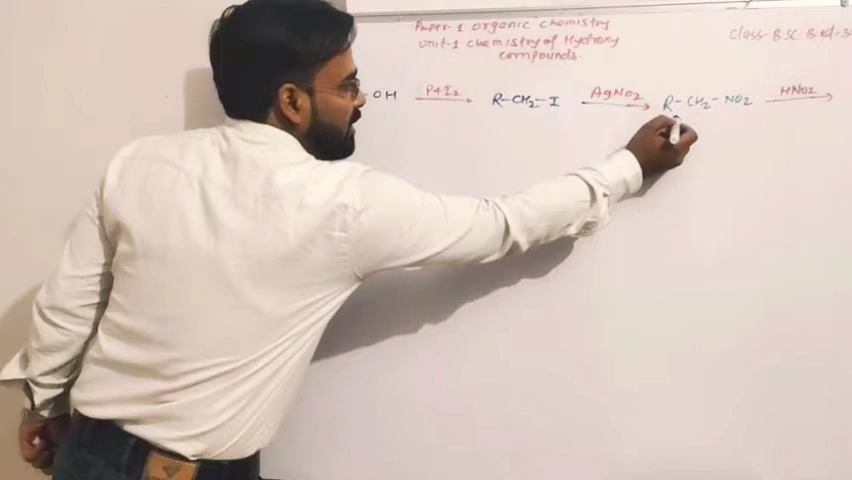 Paper-1 organic chemistry
unit-1 chemistry of Hydroxy
compounds.
Class-B.SC. B.ed-
OH P+I2 R-CH2-I AgNO2 R-CH2-NO2 HNO2